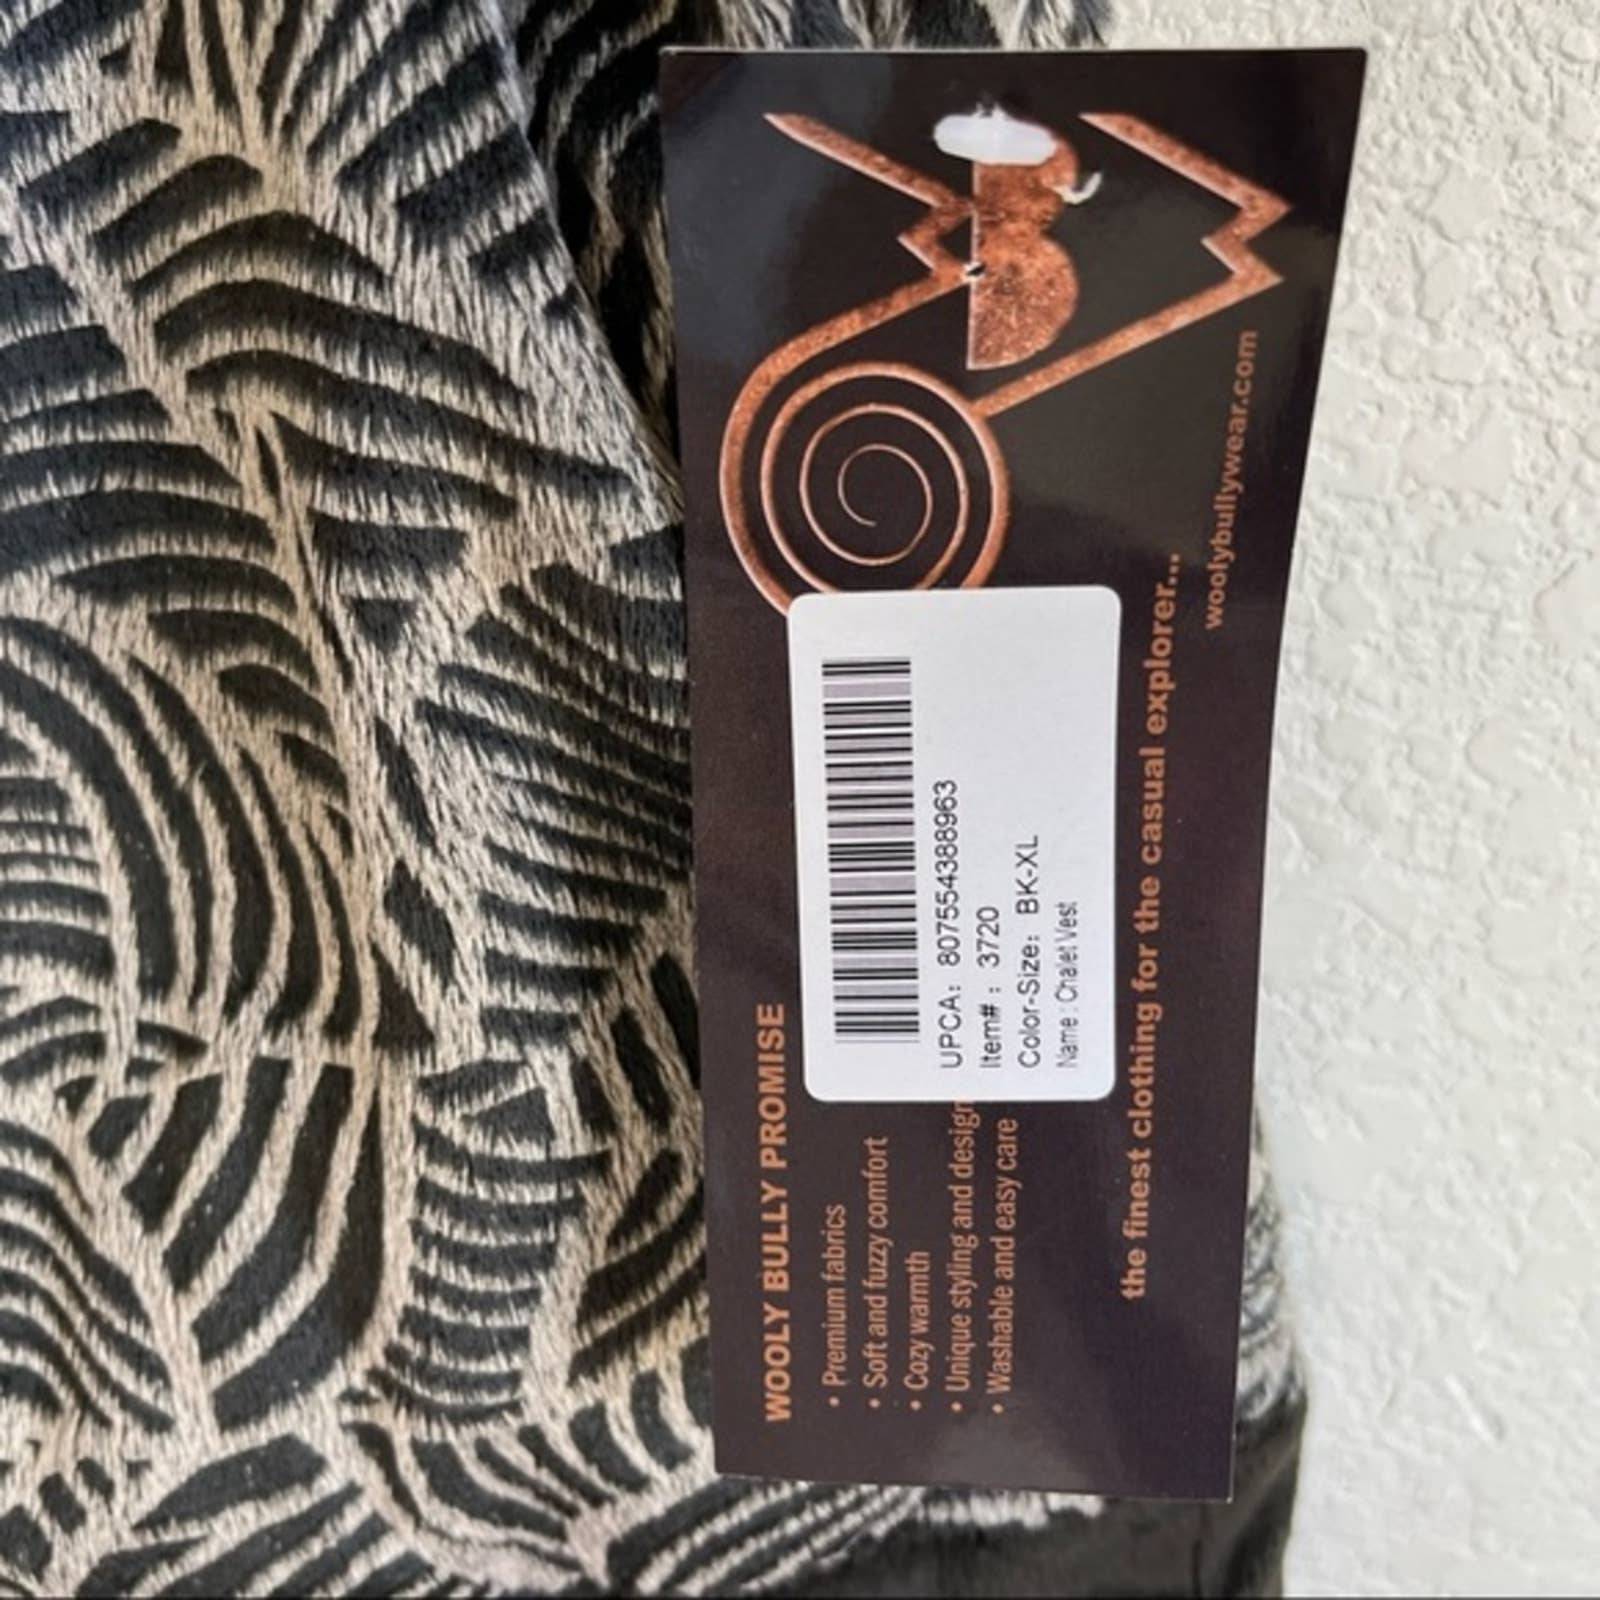 WOOLY BULLY PROMISE
• Premium fabrics
• Soft and fuzzy comfort
• Cozy warmth
• Unique styling and design
• Washable and easy care
UPCA: 807554388963
Item# : 3720
Color-Size: BK-XL
Name : Chalet Vest
the finest clothing for the casual explorer...
woolybullywear.com